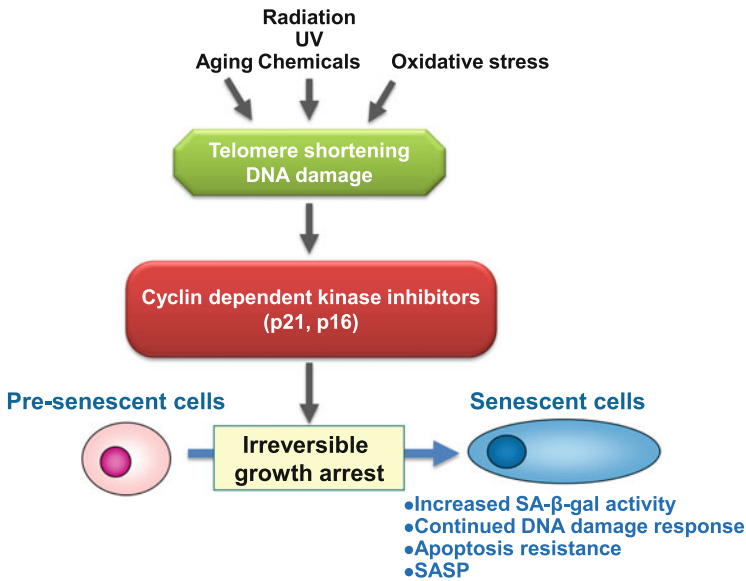 Radiation
UV
Aging Chemicals Oxidative stress
Telomere shortening
DNA damage
Cyclin dependent kinase inhibitors
(p21, p16)
Pre-senescent cells
Senescent cells
Irreversible
growth arrest
●Increased SA-β-gal activity
●Continued DNA damage response
●Apoptosis resistance
●SASP